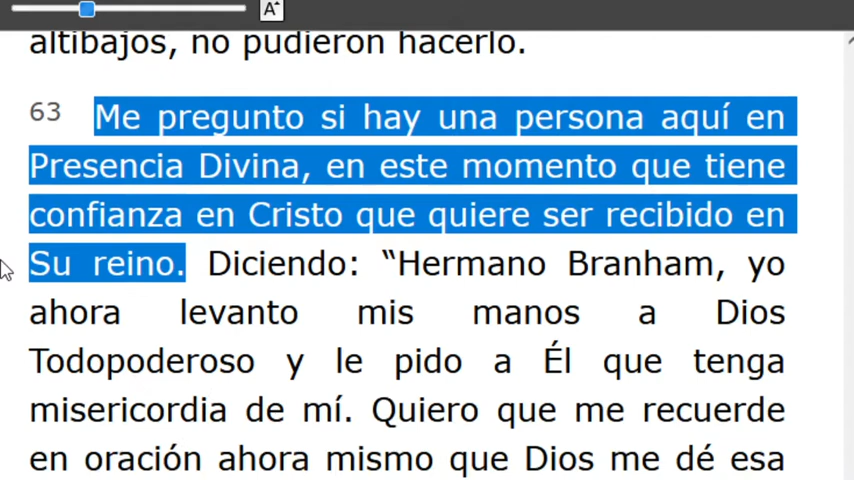 A
altibajos, no pudieron hacerlo.
63 Me pregunto si hay una persona aquí en
Presencia Divina, en este momento que tiene
confianza en Cristo que quiere ser recibido en
Su reino. Diciendo: “Hermano Branham, yo
ahora levanto mis manos a Dios
Todopoderoso y le pido a Él que tenga
misericordia de mí. Quiero que me recuerde
en oración ahora mismo que Dios me dé esa